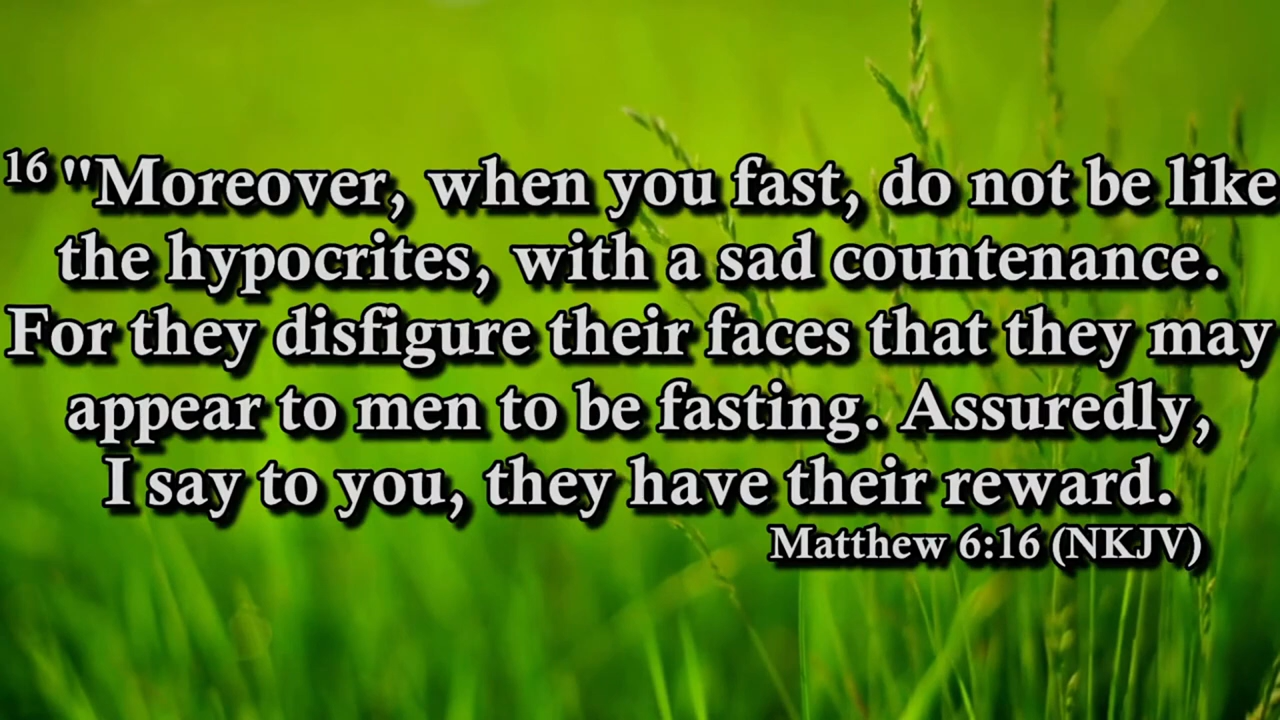 16 "Moreover, when you fast, do not be like
the hypocrites, with a sad countenance.
For they disfigure their faces that they may
appear to men to be fasting. Assuredly,
I say to you, they have their reward.
Matthew 6:16 (NKJV)